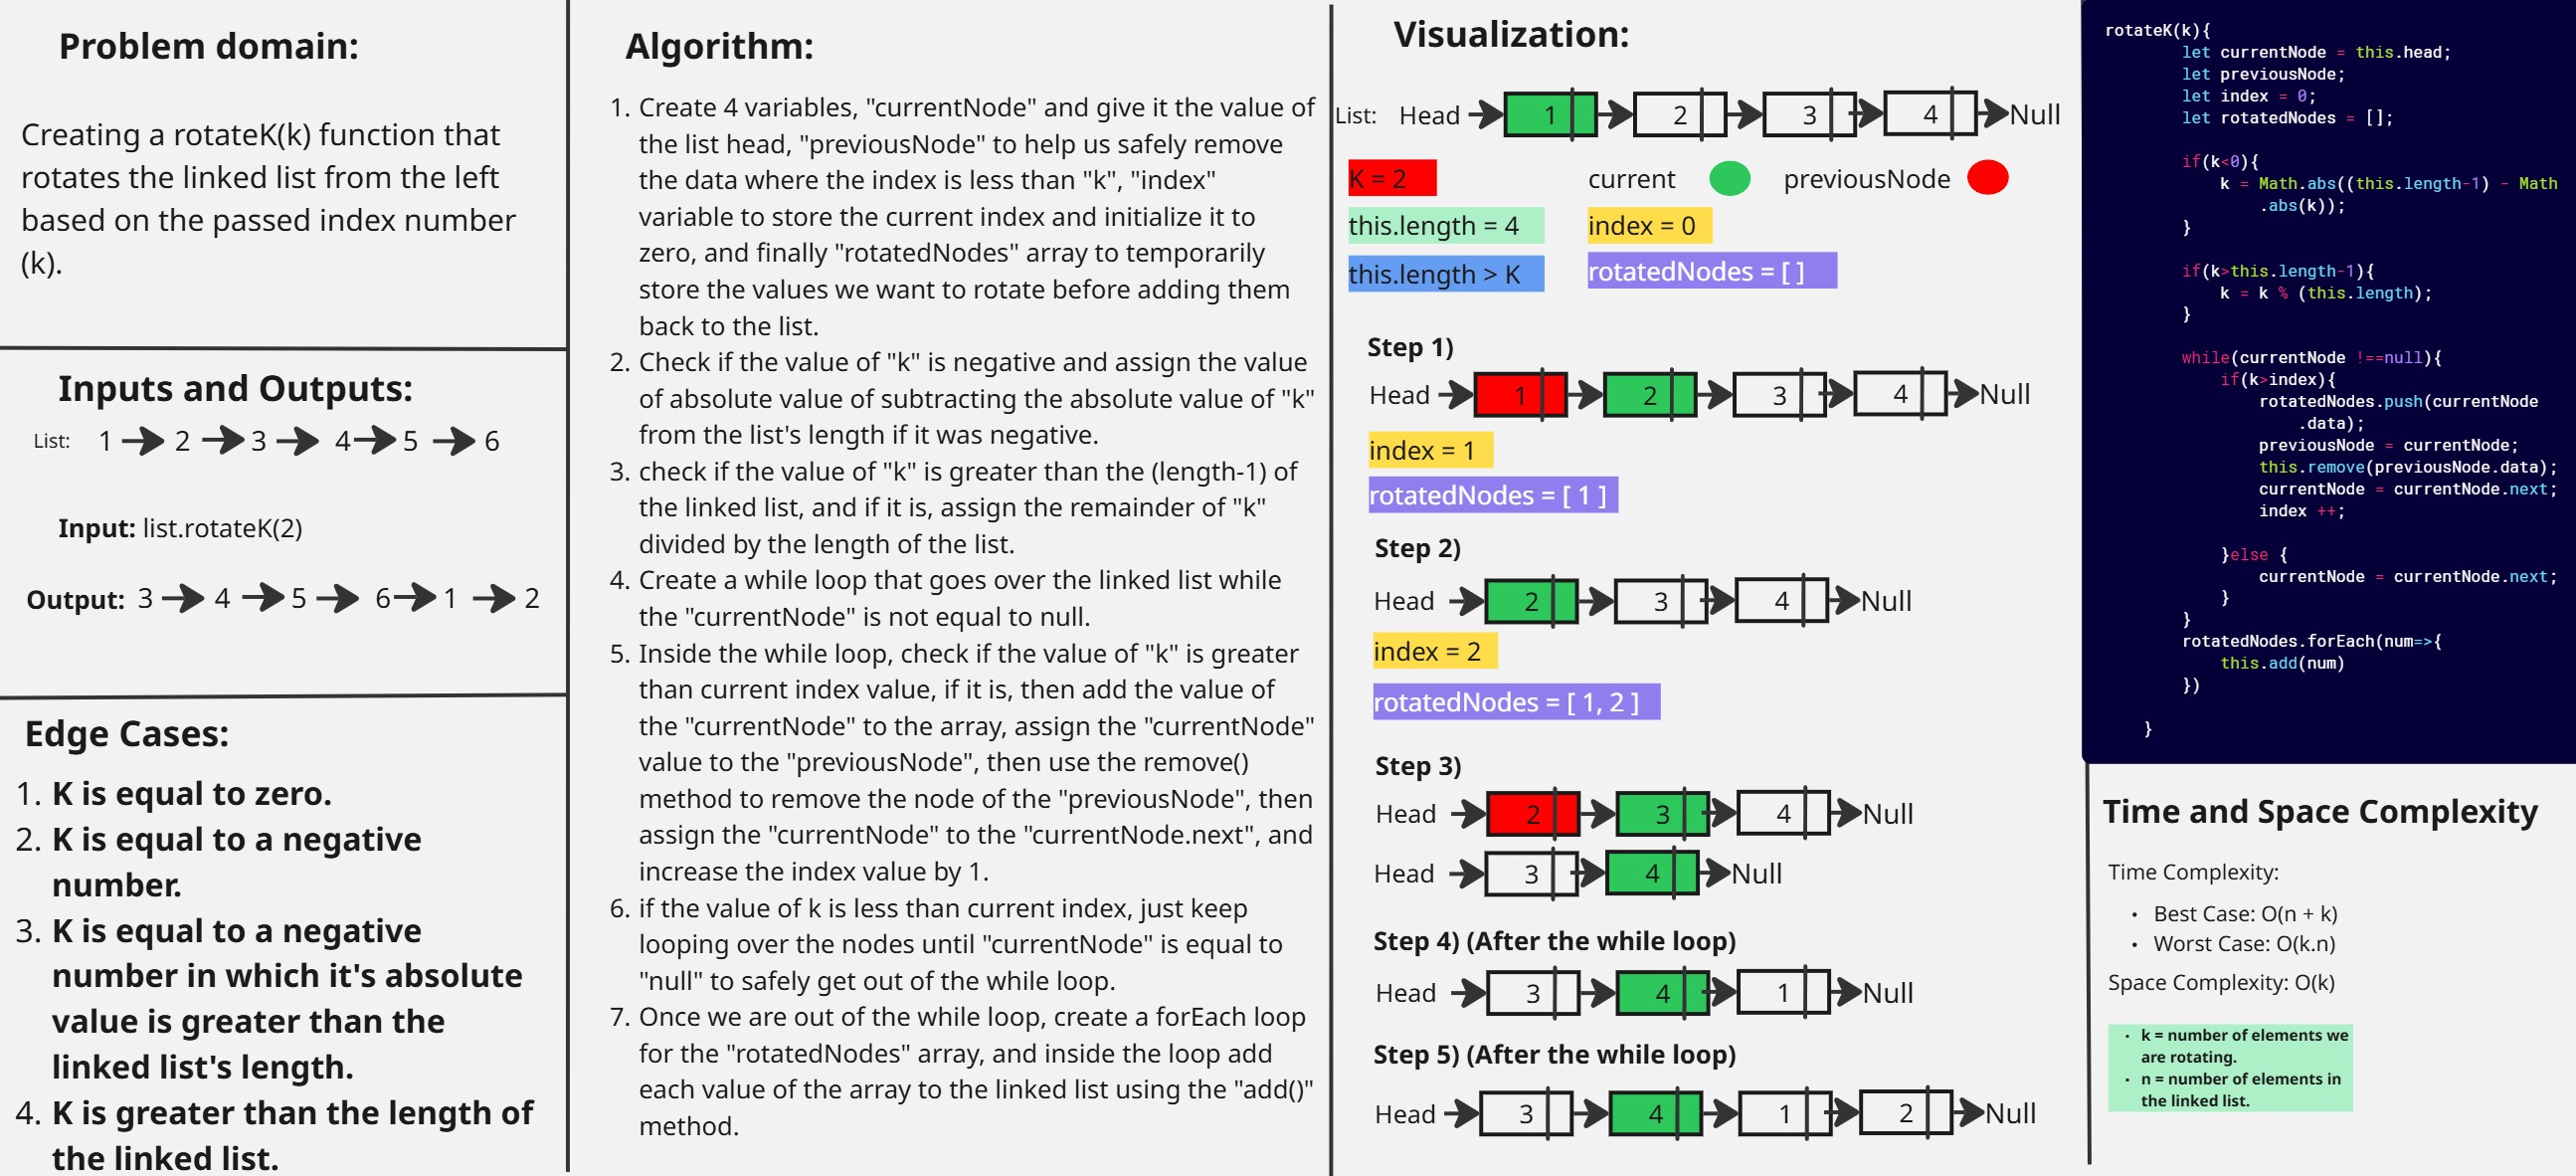 Problem domain:
Creating a rotateK(k) function that
rotates the linked list from the left
based on the passed index number
(k).
Inputs and Outputs:
List: 1 2 3 4 5 6
Input: list.rotateK(2)
Output: 3 4 5 6 1 2
Edge Cases:
1. K is equal to zero.
2. K is equal to a negative
number.
3. K is equal to a negative
number in which it's absolute
value is greater than the
linked list's length.
4. K is greater than the length of
the linked list.
Algorithm:
1. Create 4 variables, "currentNode" and give it the value of
the list head, "previousNode" to help us safely remove
the data where the index is less than "k", "index"
variable to store the current index and initialize it to
zero, and finally "rotatedNodes" array to temporarily
store the values we want to rotate before adding them
back to the list.
2. Check if the value of "k" is negative and assign the value
of absolute value of subtracting the absolute value of "k"
from the list's length if it was negative.
3. check if the value of "k" is greater than the (length-1) of
the linked list, and if it is, assign the remainder of "k"
divided by the length of the list.
4. Create a while loop that goes over the linked list while
the "currentNode" is not equal to null.
5. Inside the while loop, check if the value of "k" is greater
than current index value, if it is, then add the value of
the "currentNode" to the array, assign the "currentNode"
value to the "previousNode", then use the remove()
method to remove the node of the "previousNode", then
assign the "currentNode" to the "currentNode.next", and
increase the index value by 1.
6. if the value of k is less than current index, just keep
looping over the nodes until "currentNode" is equal to
"null" to safely get out of the while loop.
7. Once we are out of the while loop, create a forEach loop
for the "rotatedNodes" array, and inside the loop add
each value of the array to the linked list using the "add()"
method.
Visualization:
List: Head 1 2 3 4 Null
K = 2 current previousNode
this.length = 4 index = 0
this.length > K rotatedNodes = [ ]
Step 1)
Head 1 2 3 4 Null
index = 1
rotatedNodes = [ 1 ]
Step 2)
Head 2 3 4 Null
index = 2
rotatedNodes = [ 1, 2 ]
Step 3)
Head 2 3 4 Null
Head 3 4 Null
Step 4) (After the while loop)
Head 3 4 1 Null
Step 5) (After the while loop)
Head 3 4 1 2 Null
rotateK(k){
let currentNode = this.head;
let previousNode;
let index = 0;
let rotatedNodes = [];
if(k<0){
k = Math.abs((this.length-1) - Math
.abs(k));
}
if(k>this.length-1){
k = k % (this.length);
}
while(currentNode !==null){
if(k>index){
rotatedNodes.push(currentNode
.data);
previousNode = currentNode;
this.remove(previousNode.data);
currentNode = currentNode.next;
index ++;
}else {
currentNode = currentNode.next;
}
}
rotatedNodes.forEach(num=>{
this.add(num)
})
}
Time and Space Complexity
Time Complexity:
• Best Case: O(n + k)
• Worst Case: O(k.n)
Space Complexity: O(k)
• k = number of elements we
are rotating.
• n = number of elements in
the linked list.